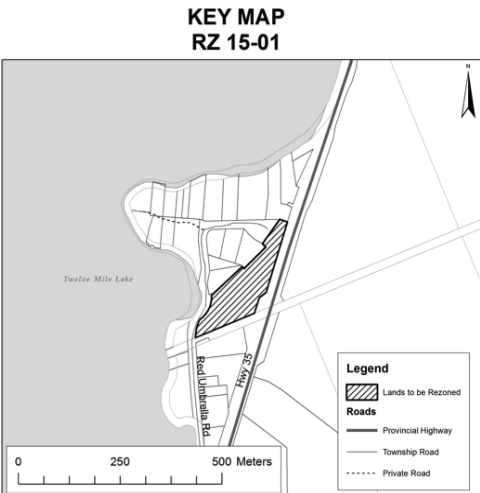 KEY MAP
RZ 15-01
N
Twelve Mile Lake
Red Umbrella Rd
Hwy 35
Legend
Lands to be Rezoned
Roads
Provincial Highway
Township Road
Private Road
0 250 500 Meters